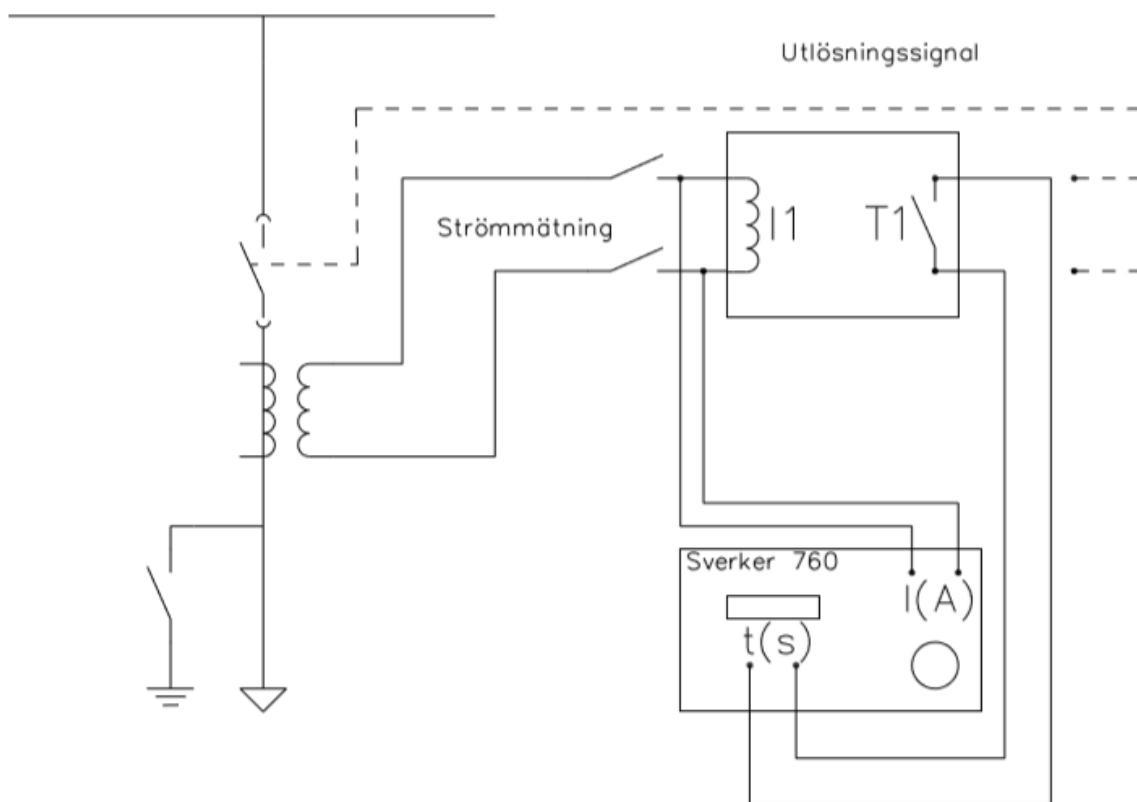 Utlösningssignal
Strömmätning
I1
T1
Sverker 760
I(A)
t(s)